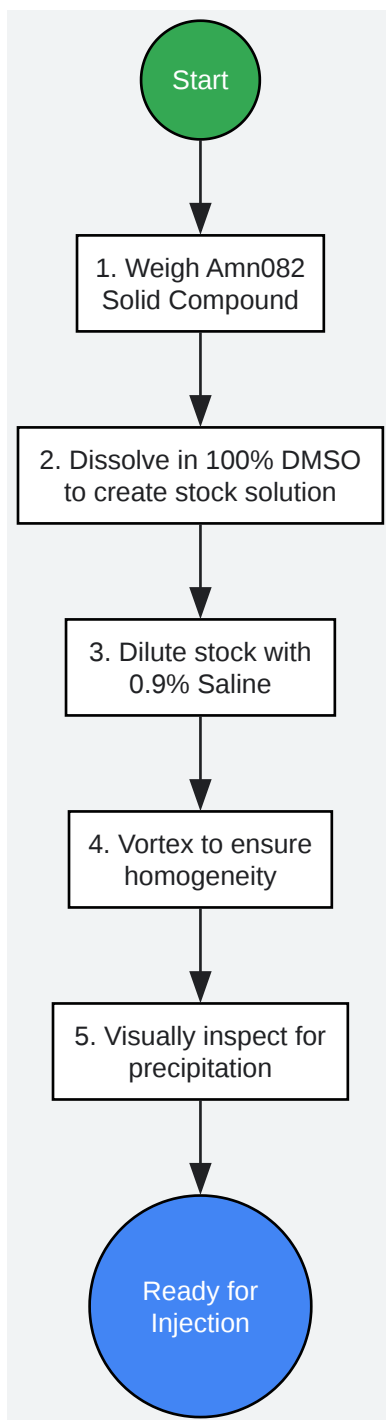 Start
1. Weigh Amn082
Solid Compound
2. Dissolve in 100% DMSO
to create stock solution
3. Dilute stock with
0.9% Saline
4. Vortex to ensure
homogeneity
5. Visually inspect for
precipitation
Ready for
Injection